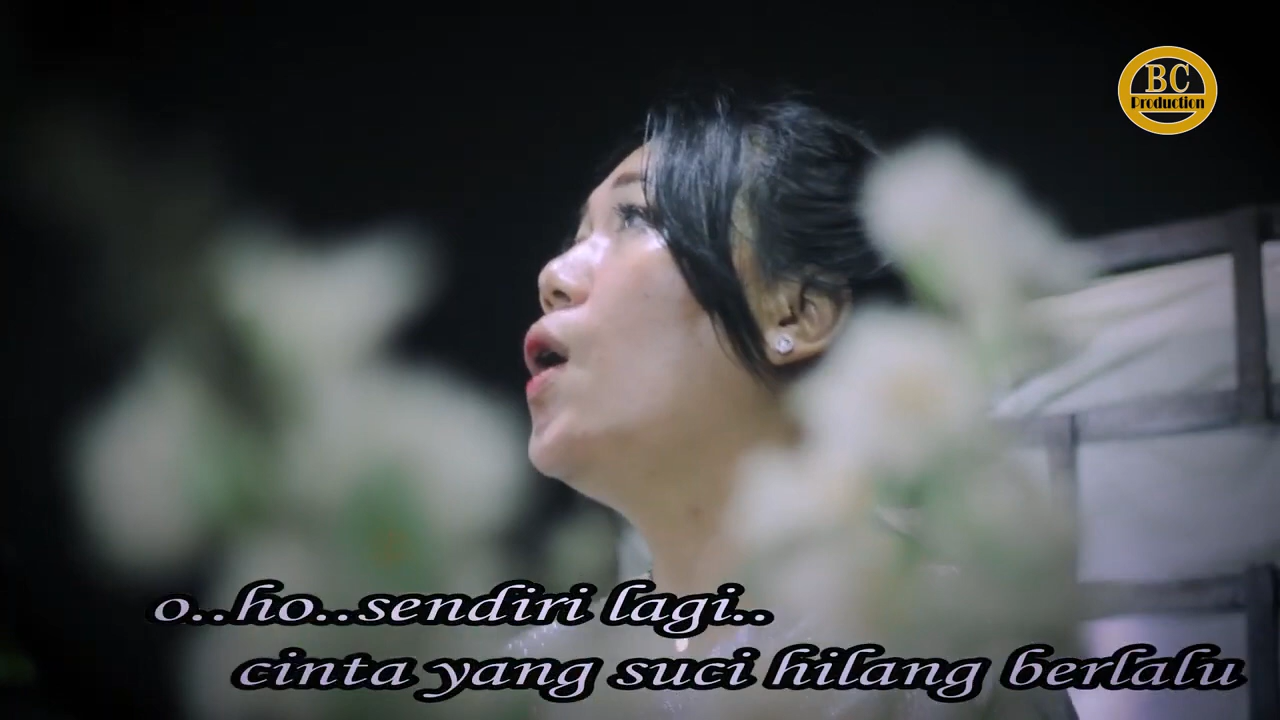 BC
Production
o..ho..sendiri lagi..
cinta yang suci hilang berlalu